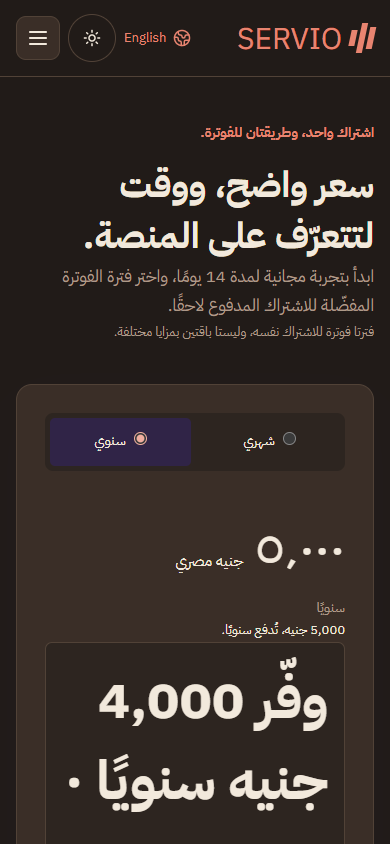 SERVIO
English
اشتراك واحد، وطريقتان للفوترة.
سعر واضح، ووقت
لتتعرّف على المنصة.
ابدأ بتجربة مجانية لمدة 14 يومًا، واختر فترة الفوترة
المفضّلة للاشتراك المدفوع لاحقًا.
فترتا فوترة للاشتراك نفسه، وليستا باقتين بمزايا مختلفة.
شهري
سنوي
٥,٠٠٠ جنيه مصري
سنويًا
5,000 جنيه، تُدفع سنويًا.
وفّر 4,000
جنيه سنويًا ·